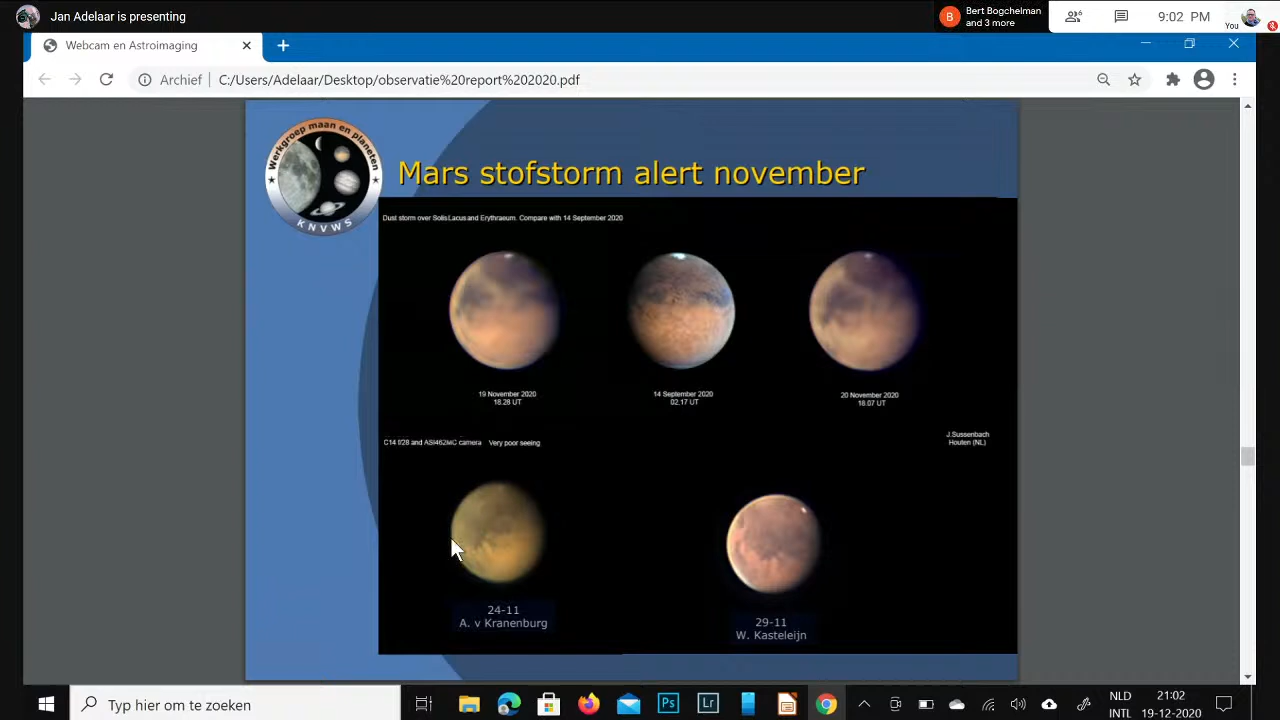 Jan Adelaar is presenting
B
Bert Bogchelman
and 3 more
6
9:02 PM
You
Webcam en Astroimaging
Archief
C:/Users/Adelaar/Desktop/observatie%20report%202020.pdf
Werkgroep maan en planeten
KNVWS
Mars stofstorm alert november
Dust storm over Solis Lacus and Erythraeum. Compare with 14 September 2020
19 November 2020
18.28 UT
14 September 2020
02.17 UT
20 November 2020
18.07 UT
C14 f/28 and ASI462MC camera Very poor seeing
J.Sussenbach
Houten (NL)
24-11
A. v Kranenburg
29-11
W. Kasteleijn
Typ hier om te zoeken
Ps
Lr
NLD
INTL
21:02
19-12-2020